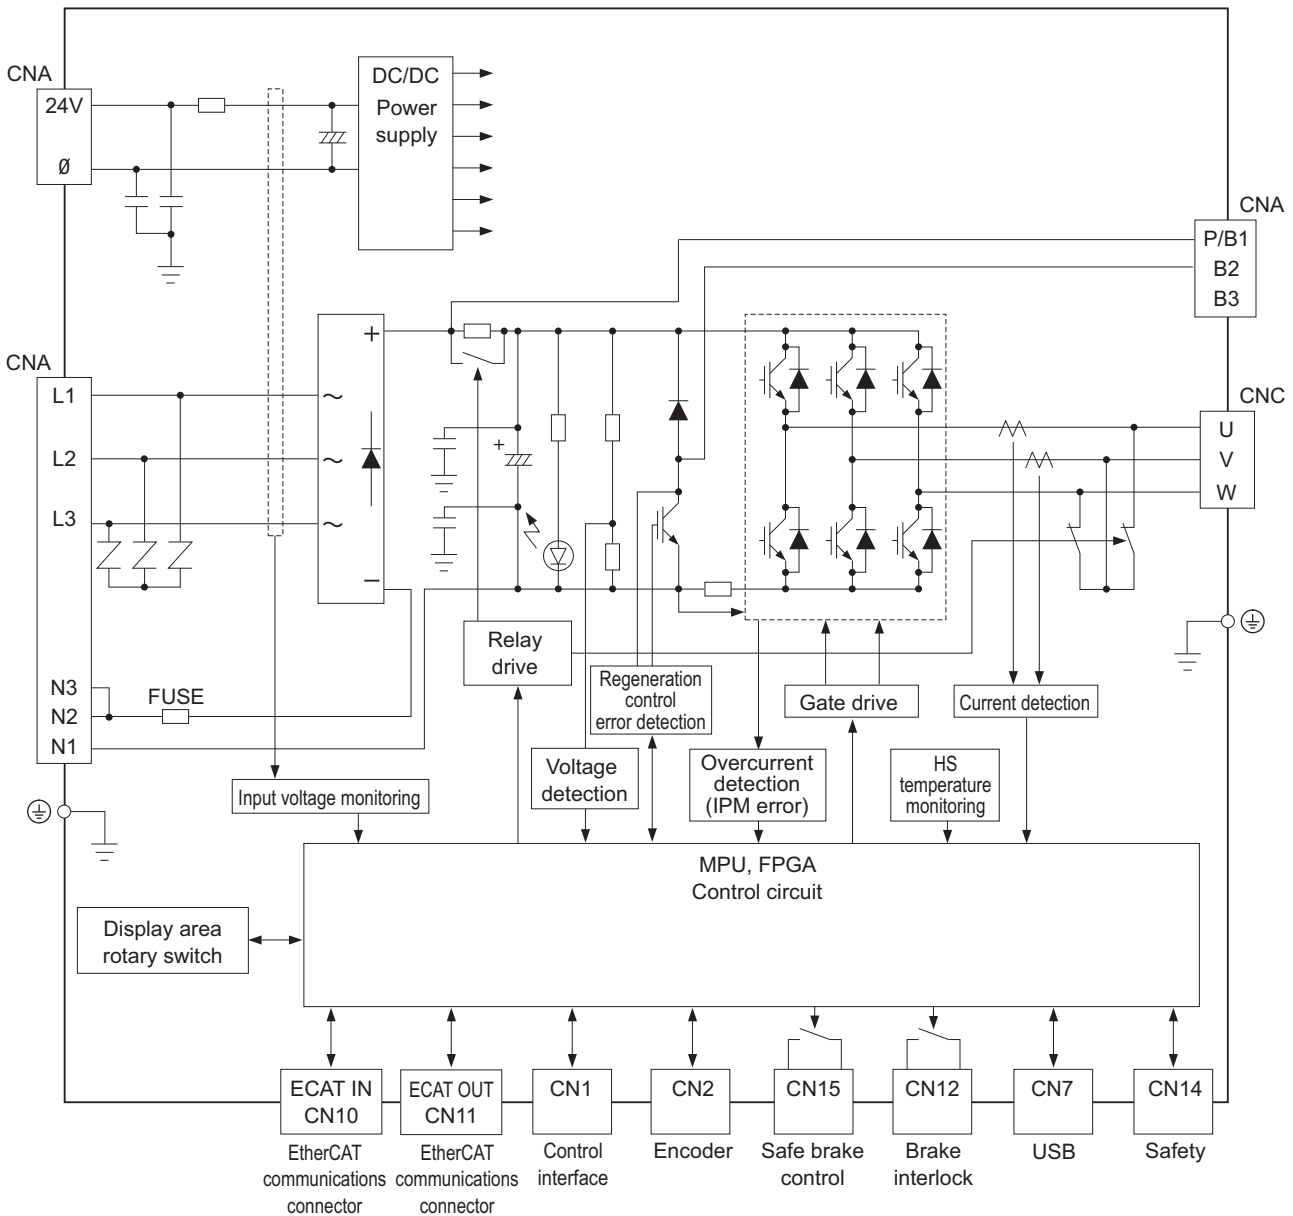 CNA
24V
Ø
DC/DC
Power
supply
CNA
P/B1
B2
B3
CNA
L1
L2
L3
+
~
~
~
−
+
CNC
U
V
W
N3
N2
N1
FUSE
Relay
drive
Regeneration
control
error detection
Gate drive
Current detection
Input voltage monitoring
Voltage
detection
Overcurrent
detection
(IPM error)
HS
temperature
monitoring
MPU, FPGA
Control circuit
Display area
rotary switch
ECAT IN
CN10
ECAT OUT
CN11
CN1
CN2
CN15
CN12
CN7
CN14
EtherCAT
communications
connector
EtherCAT
communications
connector
Control
interface
Encoder
Safe brake
control
Brake
interlock
USB
Safety